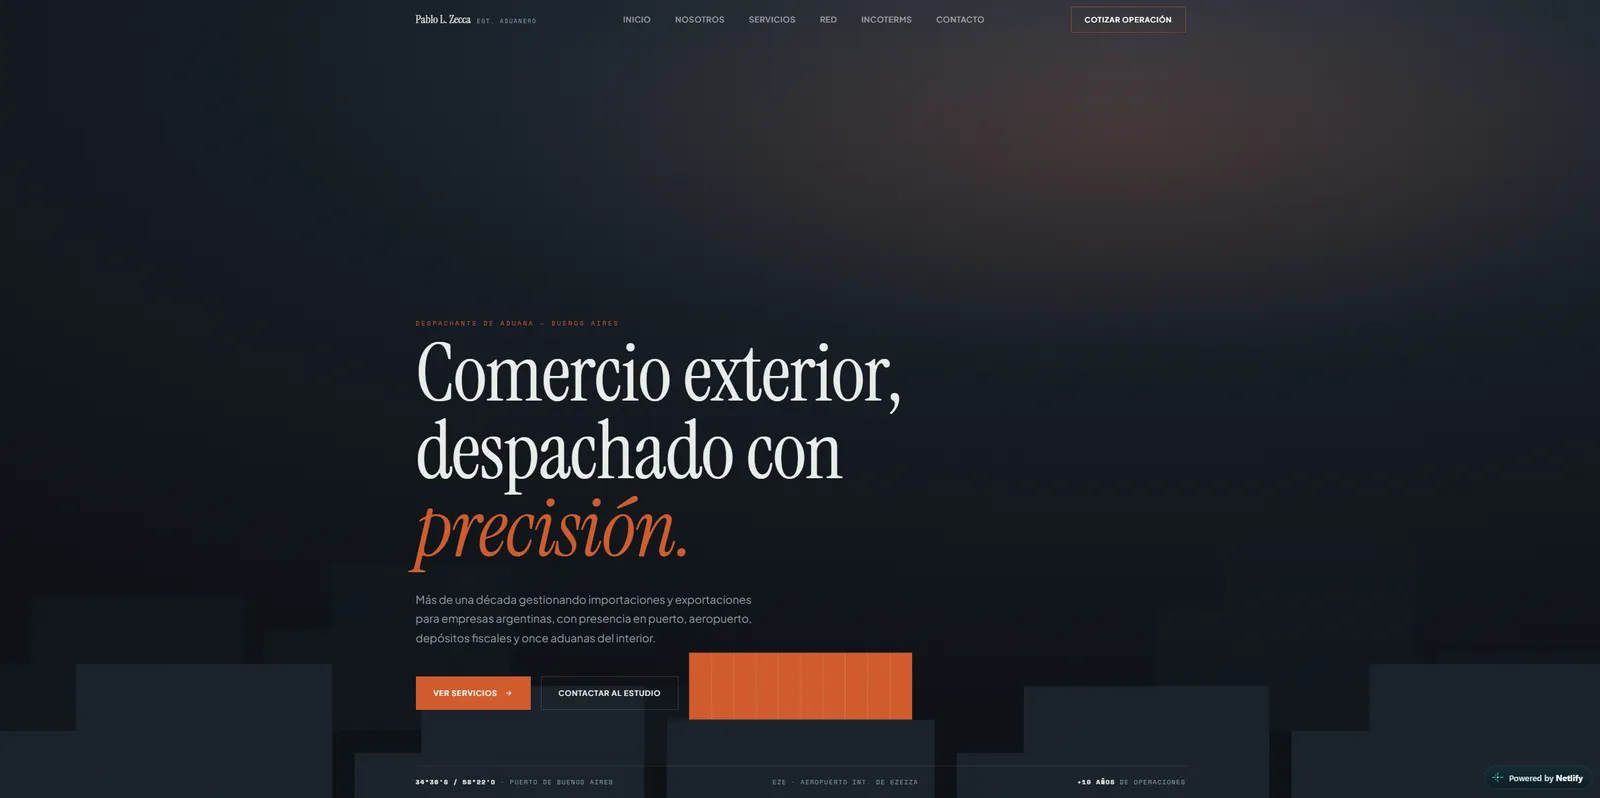 Pablo L. Zecca EGT. ADUANERO
INICIO NOSOTROS SERVICIOS RED INCOTERMS CONTACTO
COTIZAR OPERACIÓN
DESPACHANTE DE ADUANA — BUENOS AIRES
Comercio exterior,
despachado con
precisión.
Más de una década gestionando importaciones y exportaciones
para empresas argentinas, con presencia en puerto, aeropuerto,
depósitos fiscales y once aduanas del interior.
VER SERVICIOS →
CONTACTAR AL ESTUDIO
34°36'S / 58°22'O · PUERTO DE BUENOS AIRES
EZE · AEROPUERTO INT. DE EZEIZA
+10 AÑOS DE OPERACIONES
Powered by Netlify